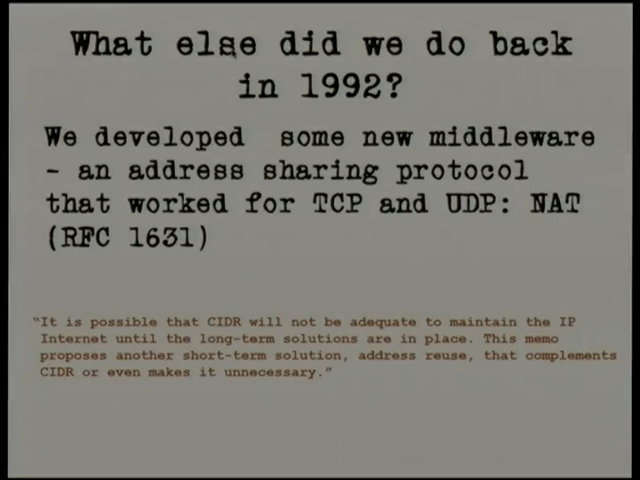 What else did we do back
in 1992?
We developed  some new middleware
- an address sharing protocol
that worked for TCP and UDP: NAT
(RFC 1631)
“It is possible that CIDR will not be adequate to maintain the IP
Internet until the long-term solutions are in place. This memo
proposes another short-term solution, address reuse, that complements
CIDR or even makes it unnecessary.”